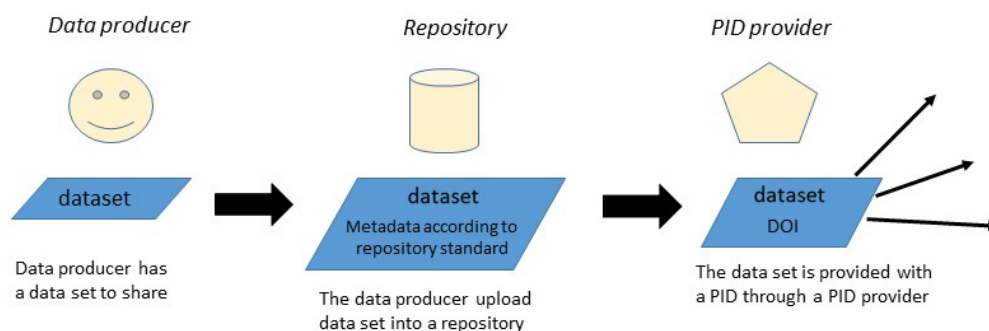 Data producer
Repository
PID provider
dataset
dataset
Metadata according to
repository standard
dataset
DOI
Data producer has
a data set to share
The data producer upload
data set into a repository
The data set is provided with
a PID through a PID provider